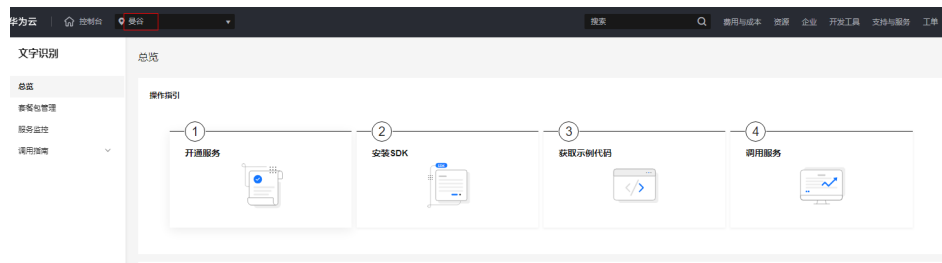 华为云 控制台 曼谷 搜索 费用与成本 资源 企业 开发工具 支持与服务 工单
文字识别
总览
总览
套餐包管理
服务监控
调用指南
操作指引
1 2 3 4
开通服务 安装SDK 获取示例代码 调用服务